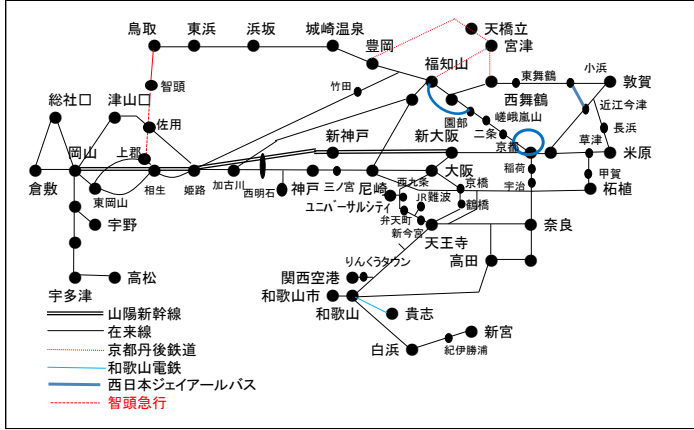 天橋立
鳥取
東浜
浜坂
城崎温泉
豊岡
宮津
福知山
小浜
東舞鶴
敦賀
智頭
竹田
西舞鶴
近江今津
総社口
津山口
佐用
園部
嵯峨嵐山
二条
長浜
新神戸
新大阪
京都
草津
米原
岡山
上郡
倉敷
東岡山
相生
姫路
加古川
西明石
神戸
三ノ宮
尼崎
大阪
西九条
京橋
稲荷
宇治
甲賀
柘植
ユニバーサルシティ
JR難波
鶴橋
弁天町
新今宮
宇野
天王寺
奈良
高田
りんくうタウン
関西空港
高松
宇多津
和歌山市
和歌山
貴志
新宮
白浜
紀伊勝浦
山陽新幹線
在来線
京都丹後鉄道
和歌山電鉄
西日本ジェイアールバス
智頭急行